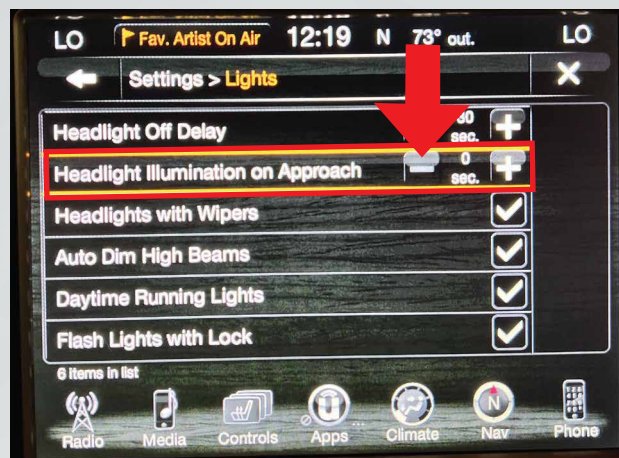 LO Fav. Artist On Air 12:19 N 73° out. LO
Settings > Lights
Headlight Off Delay sec.
Headlight Illumination on Approach 0 sec.
Headlights with Wipers
Auto Dim High Beams
Daytime Running Lights
Flash Lights with Lock
6 Items in list
Radio Media Controls Apps Climate Nav Phone